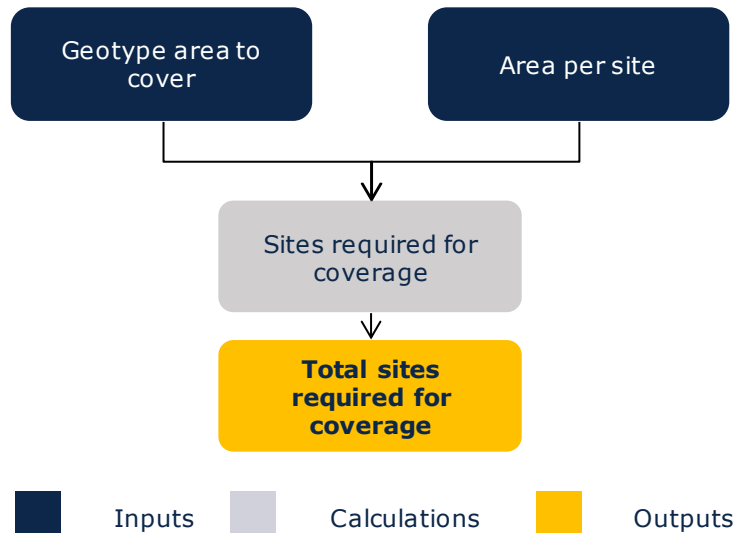 Geotype area to
cover
Area per site
Sites required for
coverage
Total sites
required for
coverage
Inputs
Calculations
Outputs